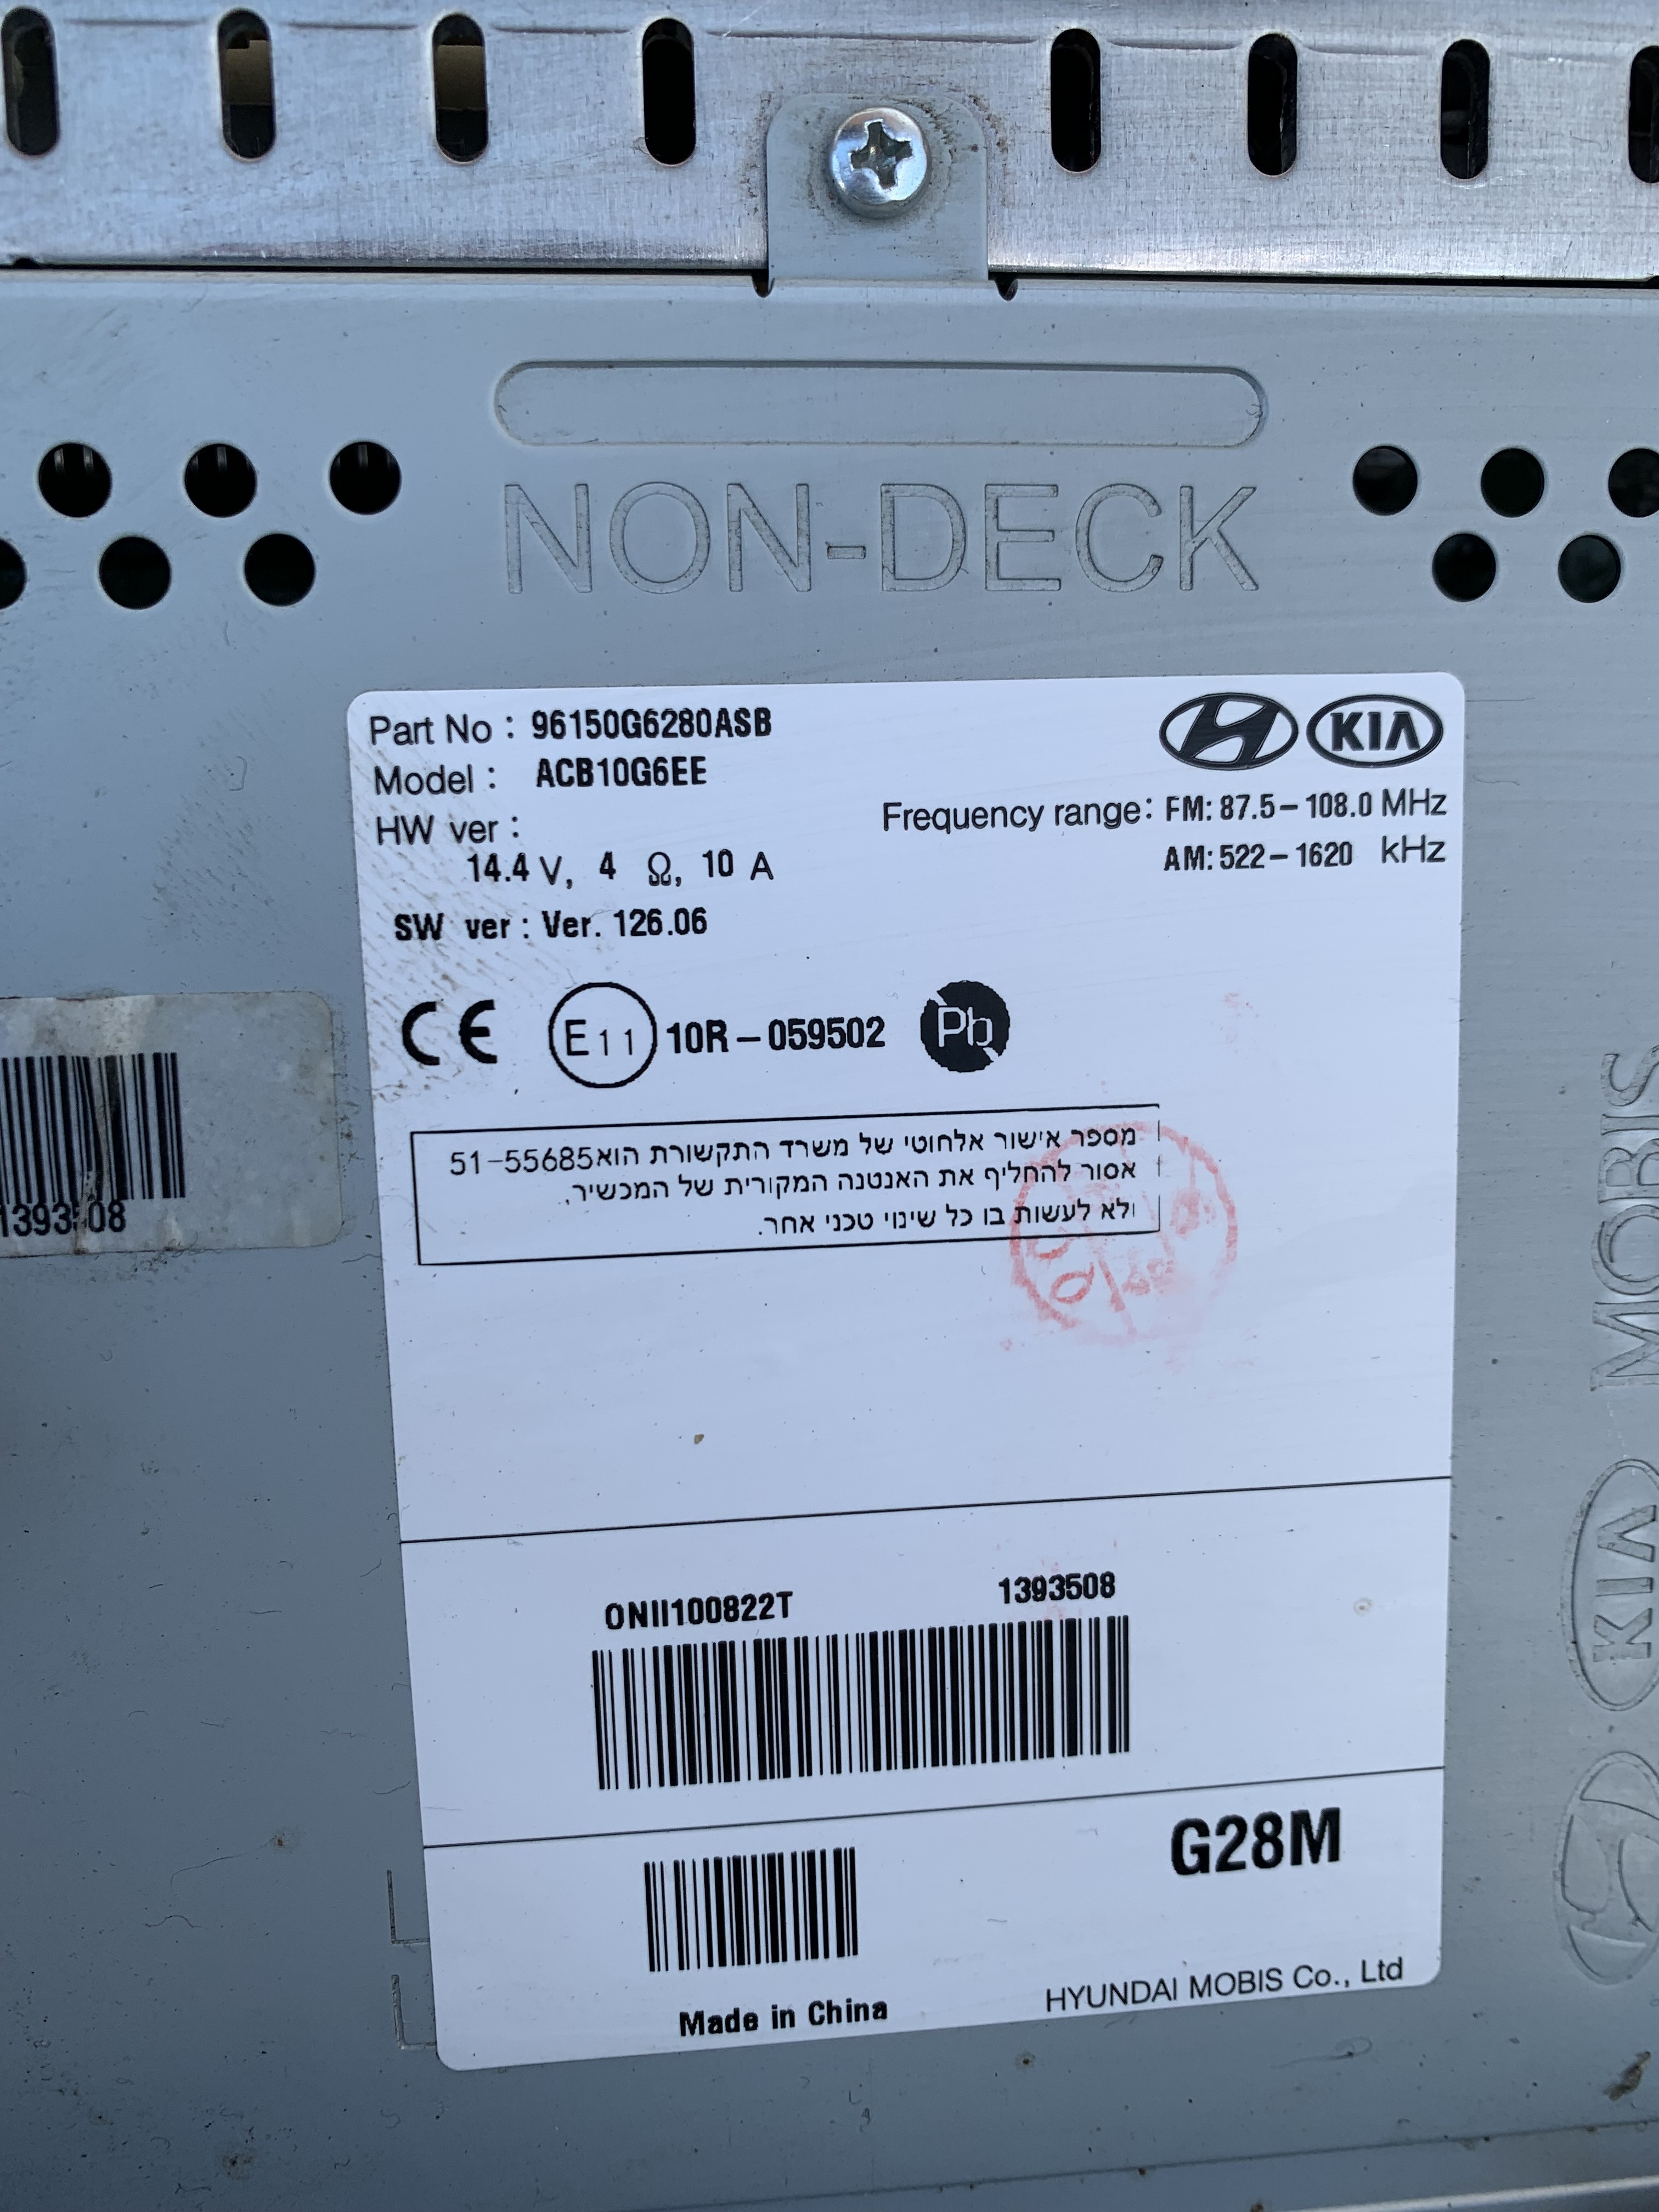 NON-DECK
Part No : 96150G6280ASB
KIA
Model : ACB10G6EE
HW ver :
Frequency range: FM: 87.5-108.0 MHz
14.4 V, 4 Ω, 10 A
AM: 522-1620 kHz
SW ver : Ver. 126.06
CE E11 10R-059502 Pb
מספר אישור אלחוטי של משרד התקשורת הוא51-55685
אסור להחליף את האנטנה המקורית של המכשיר.
ולא לעשות בו כל שינוי טכני אחר.
ONII100822T 1393508
G28M
Made in China
HYUNDAI MOBIS Co., Ltd
MOBIS
KIA